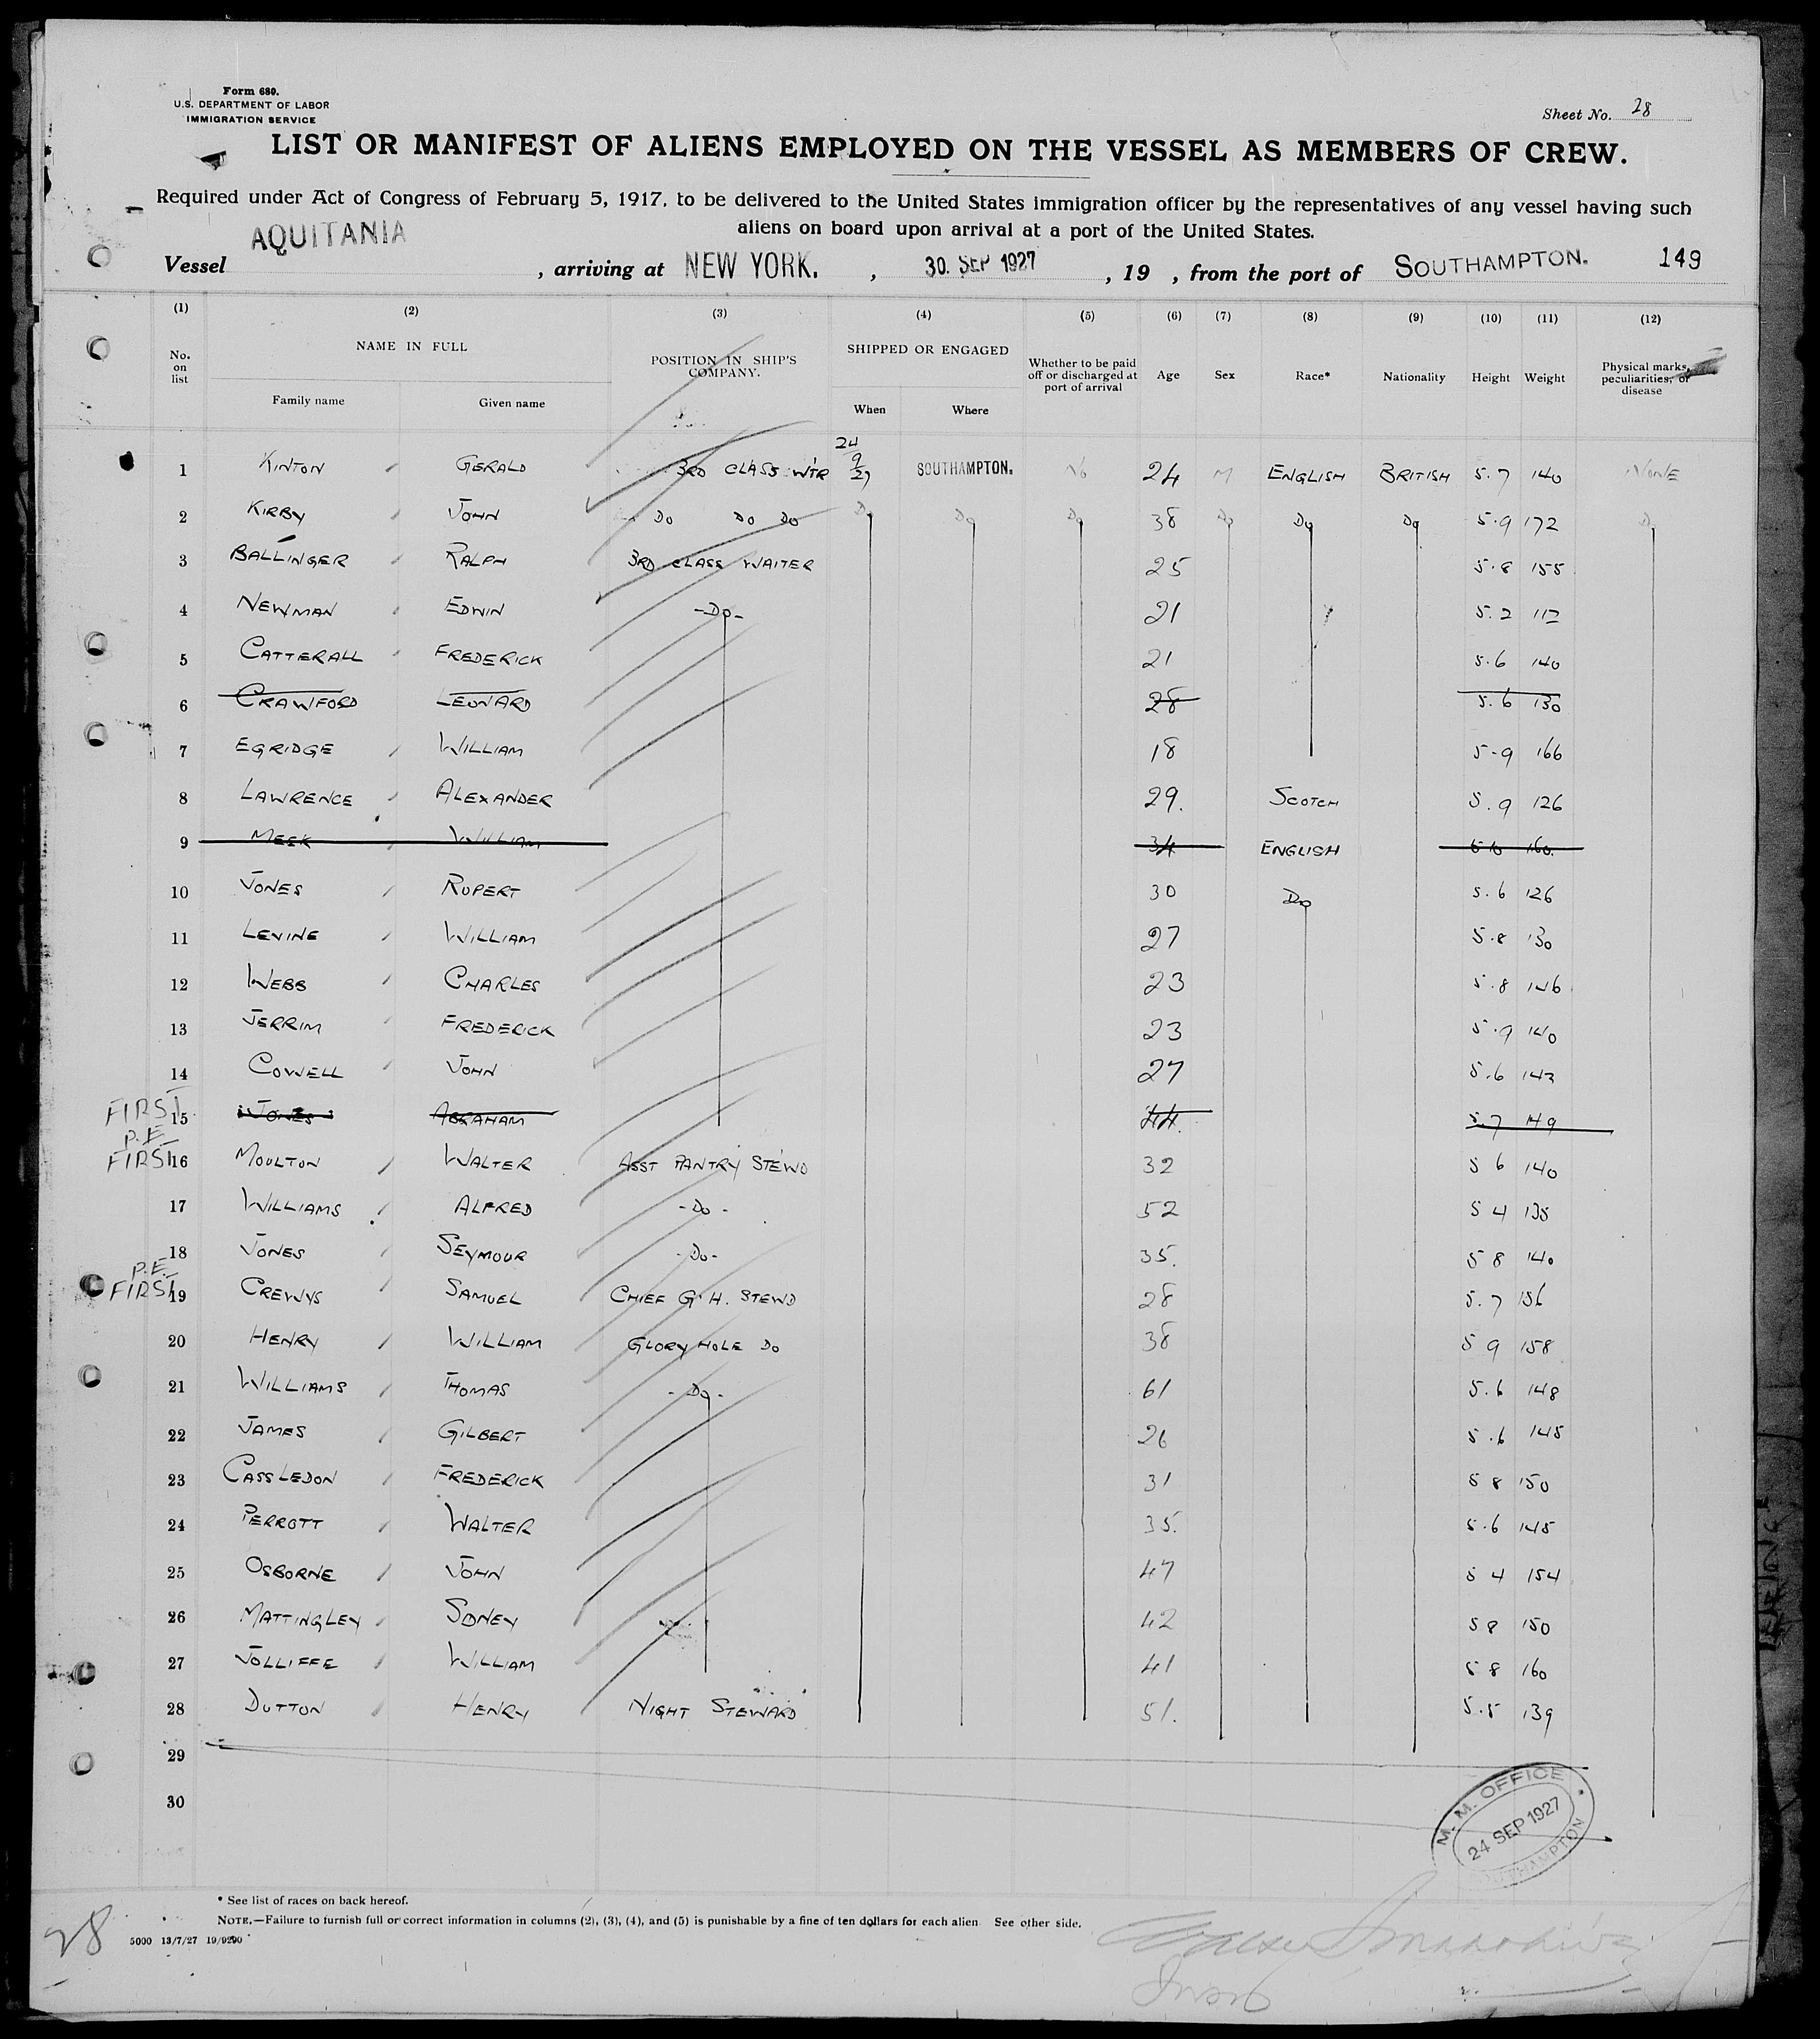 Form 680.
U.S. DEPARTMENT OF LABOR
IMMIGRATION SERVICE
Sheet No. 28
LIST OR MANIFEST OF ALIENS EMPLOYED ON THE VESSEL AS MEMBERS OF CREW.
Required under Act of Congress of February 5, 1917, to be delivered to the United States immigration officer by the representatives of any vessel having such
aliens on board upon arrival at a port of the United States.
Vessel AQUITANIA, arriving at NEW YORK. , 30. SEP 1927 , 19 , from the port of SOUTHAMPTON. 149
(1) (2) (3) (4) (5) (6) (7) (8) (9) (10) (11) (12)
No. on list NAME IN FULL POSITION IN SHIP'S COMPANY. SHIPPED OR ENGAGED Whether to be paid off or discharged at port of arrival Age Sex Race* Nationality Height Weight Physical marks, peculiarities, or disease
Family name Given name When Where
1 KINTON GERALD 3RD CLASS WTR 24/9/27 SOUTHAMPTON. No 24 M ENGLISH BRITISH 5.7 140 NONE
2 KIRBY JOHN Do Do Do Do Do Do 38 Do Do Do 5.9 172 Do
3 BALLINGER RALPH 3RD CLASS WAITER 25 5.8 155
4 NEWMAN EDWIN -Do- 21 5.2 112
5 CATTERALL FREDERICK 21 5.6 140
6 CRAWFORD LEONARD 28 5.6 130
7 EGRIDGE WILLIAM 18 5-9 166
8 LAWRENCE ALEXANDER 29. SCOTCH 5.9 126
9 MEEK WILLIAM 34 ENGLISH 160.
10 JONES RUPERT 30 Do 5.6 126
11 LEVINE WILLIAM 27 5.8 130
12 WEBB CHARLES 23 5.8 146
13 JERRIM FREDERICK 23 5.9 140
14 COWELL JOHN 27 5.6 143
FIRST 15 JONES ABRAHAM 44. 5.7 149
P.E.
FIRST 16 MOULTON WALTER ASST PANTRY STEWD 32 5 6 140
17 WILLIAMS ALFRED -Do- 52 5 4 135
18 JONES SEYMOUR -Do- 35. 5 8 140
P.E.
FIRST 19 CREWYS SAMUEL CHIEF G.H. STEWD 28 5.7 156
20 HENRY WILLIAM GLORY HOLE Do 38 5 9 158
21 WILLIAMS THOMAS -Do- 61 5.6 148
22 JAMES GILBERT 26 5.6 145
23 CASSLEDON FREDERICK 31 5 8 150
24 PERROTT WALTER 35. 5.6 145
25 OSBORNE JOHN 47 5 4 154
26 MATTINGLEY SDNEY 42 5 8 150
27 JOLLIFFE WILLIAM 41 5 8 160
28 DUTTON HENRY NIGHT STEWARD 51. 5.5 139
29
30
M. M. OFFICE
24 SEP 1927
SOUTHAMPTON
* See list of races on back hereof.
NOTE.—Failure to furnish full or correct information in columns (2), (3), (4), and (5) is punishable by a fine of ten dollars for each alien. See other side.
28
5000 13/7/27 19/9290